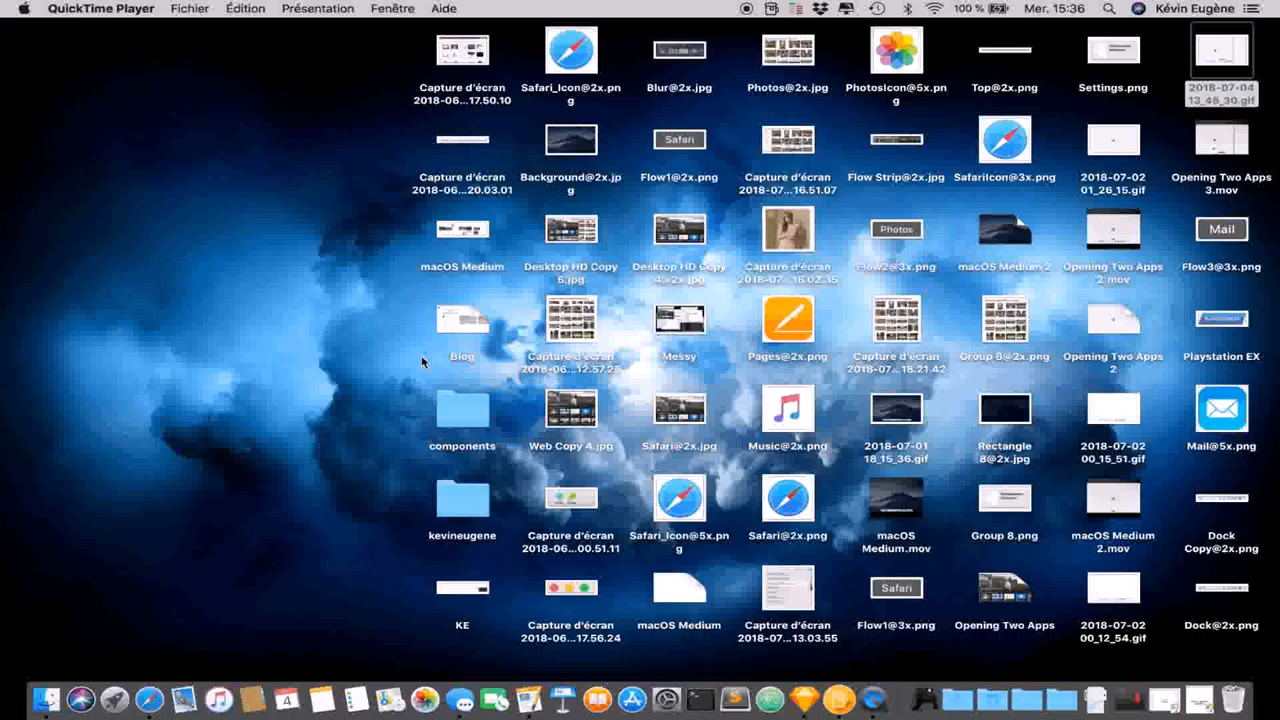 QuickTime Player Fichier Édition Présentation Fenêtre Aide 100 % Mer. 15:36 Kévin Eugène
Capture d'écran
2018-06...17.50.10
Safari_Icon@2x.pn
g
Blur@2x.jpg
Photos@2x.jpg
PhotosIcon@5x.pn
g
Top@2x.png
Settings.png
2018-07-04
13_48_30.gif
Capture d'écran
2018-06...20.03.01
Background@2x.jp
g
Safari
Flow1@2x.png
Capture d'écran
2018-07...16.51.07
Flow Strip@2x.jpg
SafariIcon@3x.png
2018-07-02
01_26_15.gif
Opening Two Apps
3.mov
macOS Medium
Desktop HD Copy
5.jpg
Desktop HD Copy
4@2x.jpg
Capture d'écran
2018-07...18.02.35
Photos
Flow2@3x.png
macOS Medium 2
Opening Two Apps
2.mov
Mail
Flow3@3x.png
Blog
Capture d'écran
2018-06...12.57.25
Messy
Pages@2x.png
Capture d'écran
2018-07...18.21.42
Group 8@2x.png
Opening Two Apps
2
Playstation EX
components
Web Copy 4.jpg
Safari@2x.jpg
Music@2x.png
2018-07-01
18_15_36.gif
Rectangle
8@2x.jpg
2018-07-02
00_15_51.gif
Mail@5x.png
kevineugene
Capture d'écran
2018-06...00.51.11
Safari_Icon@5x.pn
g
Safari@2x.png
macOS
Medium.mov
Group 8.png
macOS Medium
2.mov
Dock
Copy@2x.png
KE
Capture d'écran
2018-06...17.56.24
macOS Medium
Capture d'écran
2018-07...13.03.55
Safari
Flow1@3x.png
Opening Two Apps
2018-07-02
00_12_54.gif
Dock@2x.png
4